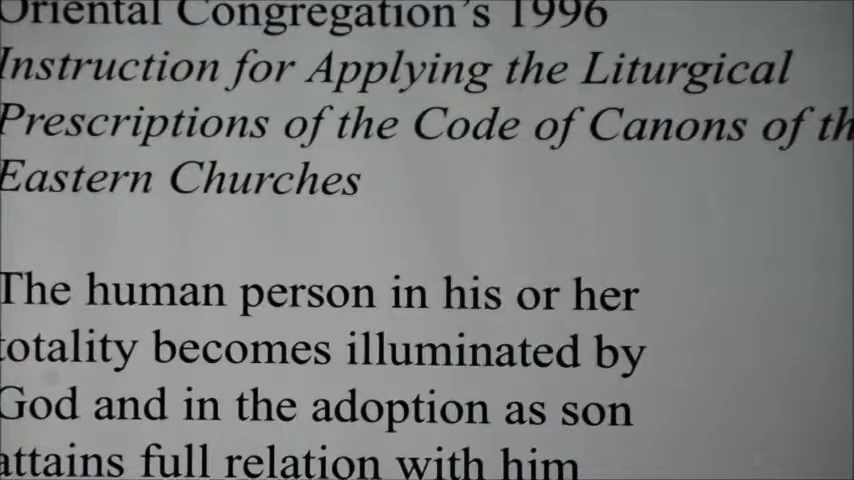 Oriental Congregation's 1996
Instruction for Applying the Liturgical
Prescriptions of the Code of Canons of th
Eastern Churches
The human person in his or her
totality becomes illuminated by
God and in the adoption as son
attains full relation with him